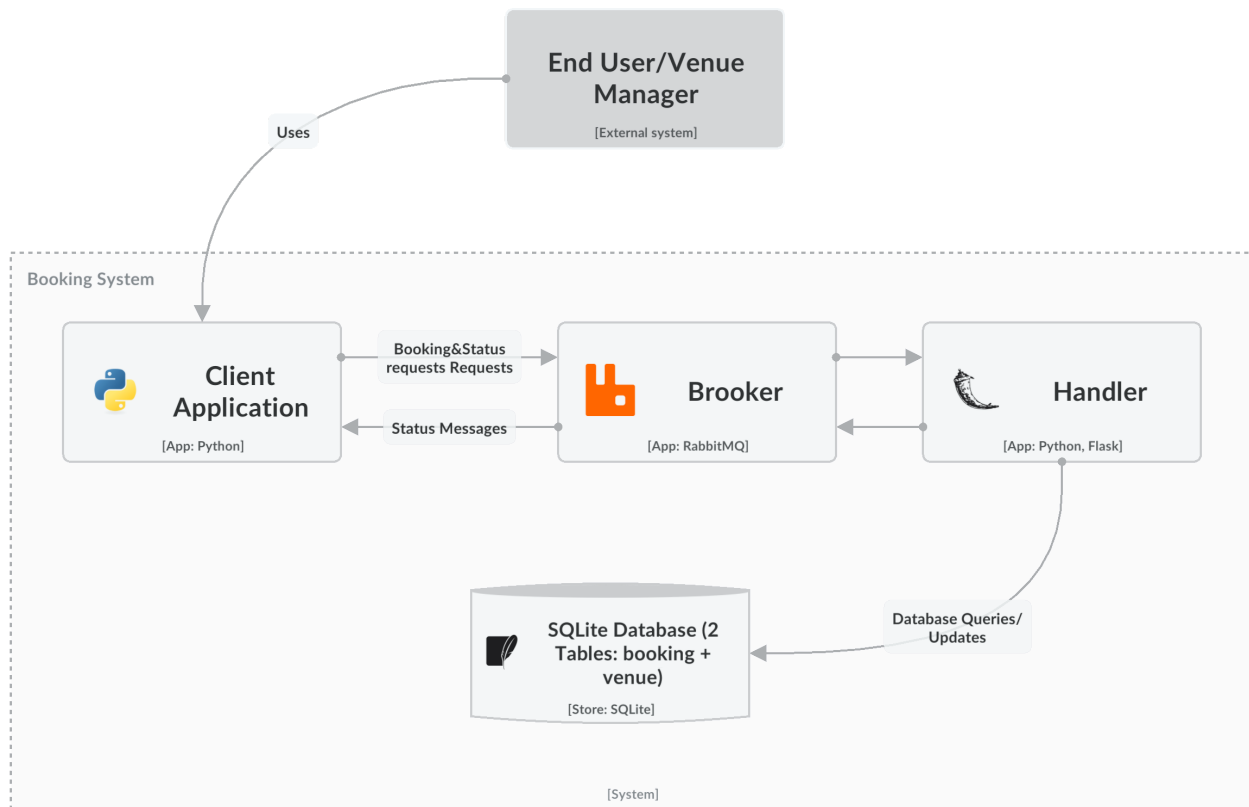 End User/Venue
Manager
[External system]
Uses
Booking System
Client
Application
[App: Python]
Booking&Status
requests Requests
Status Messages
Brooker
[App: RabbitMQ]
Handler
[App: Python, Flask]
Database Queries/
Updates
SQLite Database (2
Tables: booking +
venue)
[Store: SQLite]
[System]